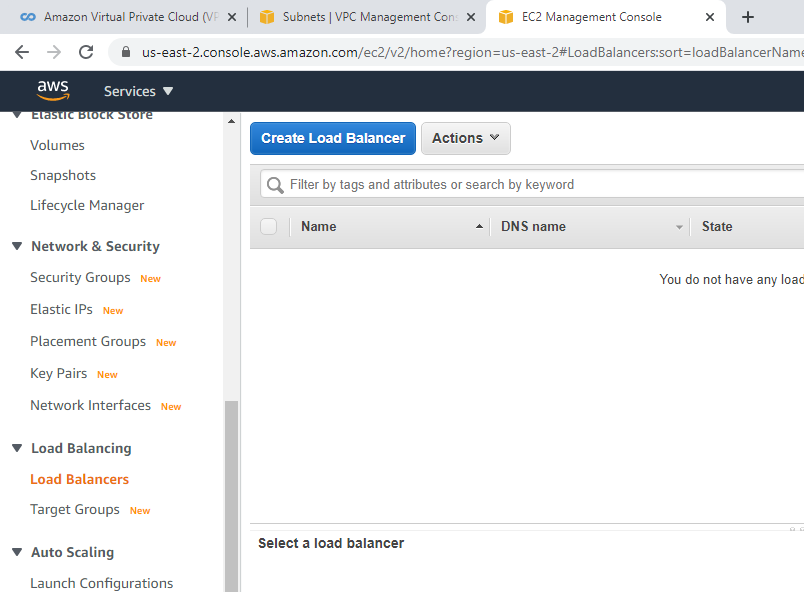 Amazon Virtual Private Cloud (VP
Subnets | VPC Management Cons
EC2 Management Console
us-east-2.console.aws.amazon.com/ec2/v2/home?region=us-east-2#LoadBalancers:sort=loadBalancerName
aws
Services
Elastic Block Store
Volumes
Snapshots
Lifecycle Manager
Network & Security
Security Groups New
Elastic IPs New
Placement Groups New
Key Pairs New
Network Interfaces New
Load Balancing
Load Balancers
Target Groups New
Auto Scaling
Launch Configurations
Create Load Balancer
Actions
Filter by tags and attributes or search by keyword
Name
DNS name
State
You do not have any load
Select a load balancer